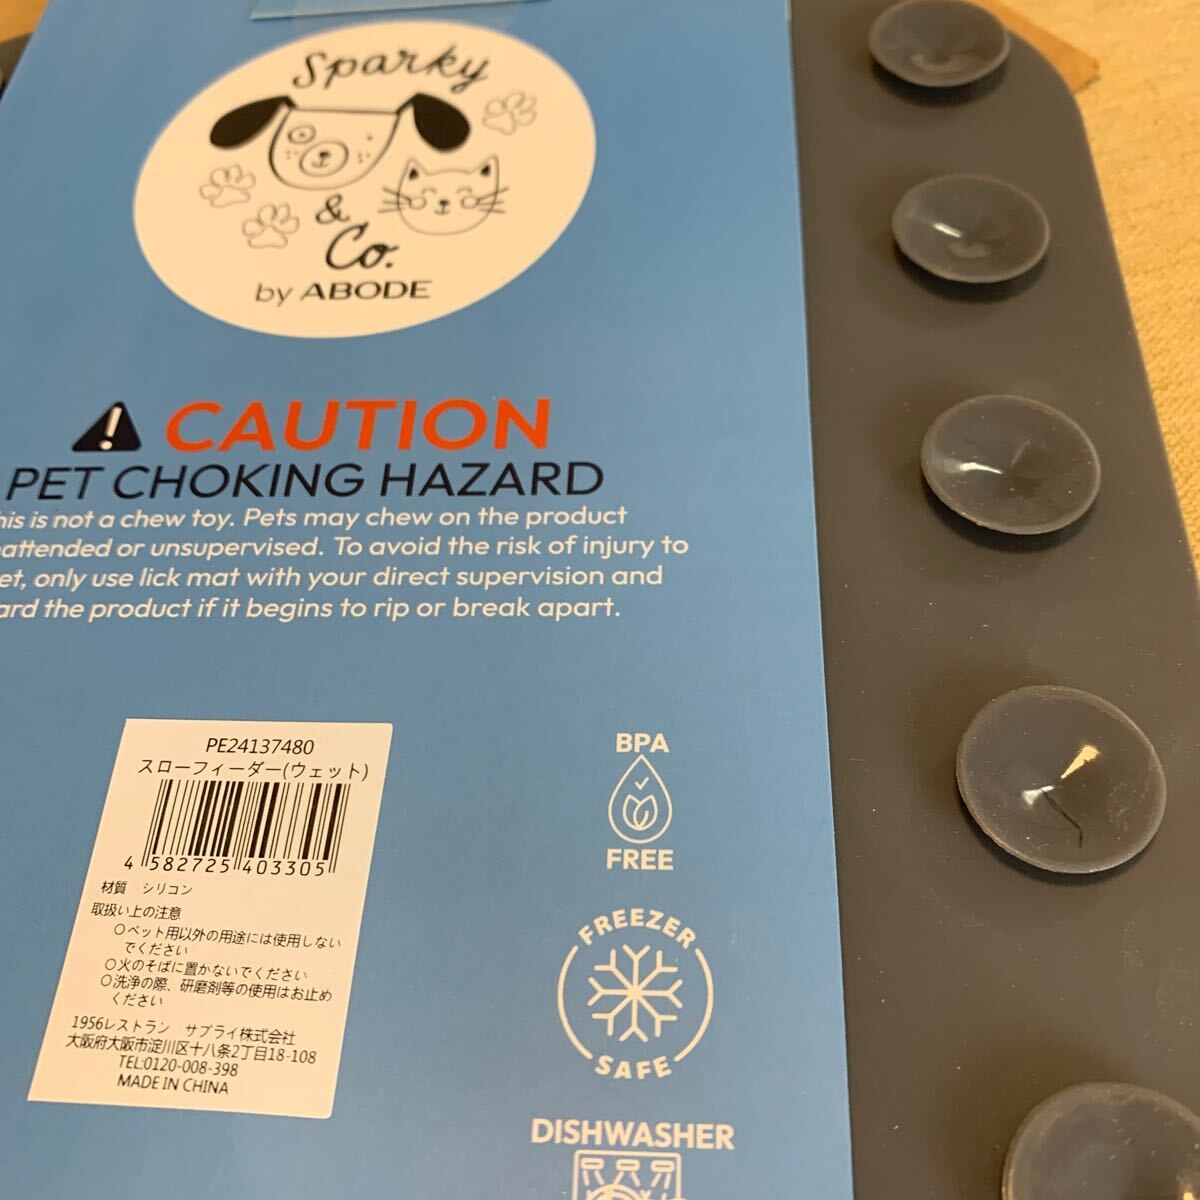 Sparky
&
Co.
by ABODE
CAUTION
PET CHOKING HAZARD
is not a chew toy. Pets may chew on the product
or unsupervised. To avoid the risk of injury to
only use lick mat with your direct supervision and
the product if it begins to rip or break apart.
PE24137480
スローフィーダー(ウェット)
4 582725 403305
材質 シリコン
取扱い上の注意
○ペット用以外の用途には使用しない
でください
○火のそばに置かないでください
○洗浄の際、研磨剤等の使用はお止め
ください
1956レストラン サプライ株式会社
大阪府大阪市淀川区十八条2丁目18-108
TEL:0120-008-398
MADE IN CHINA
BPA
FREE
FREEZER
SAFE
DISHWASHER